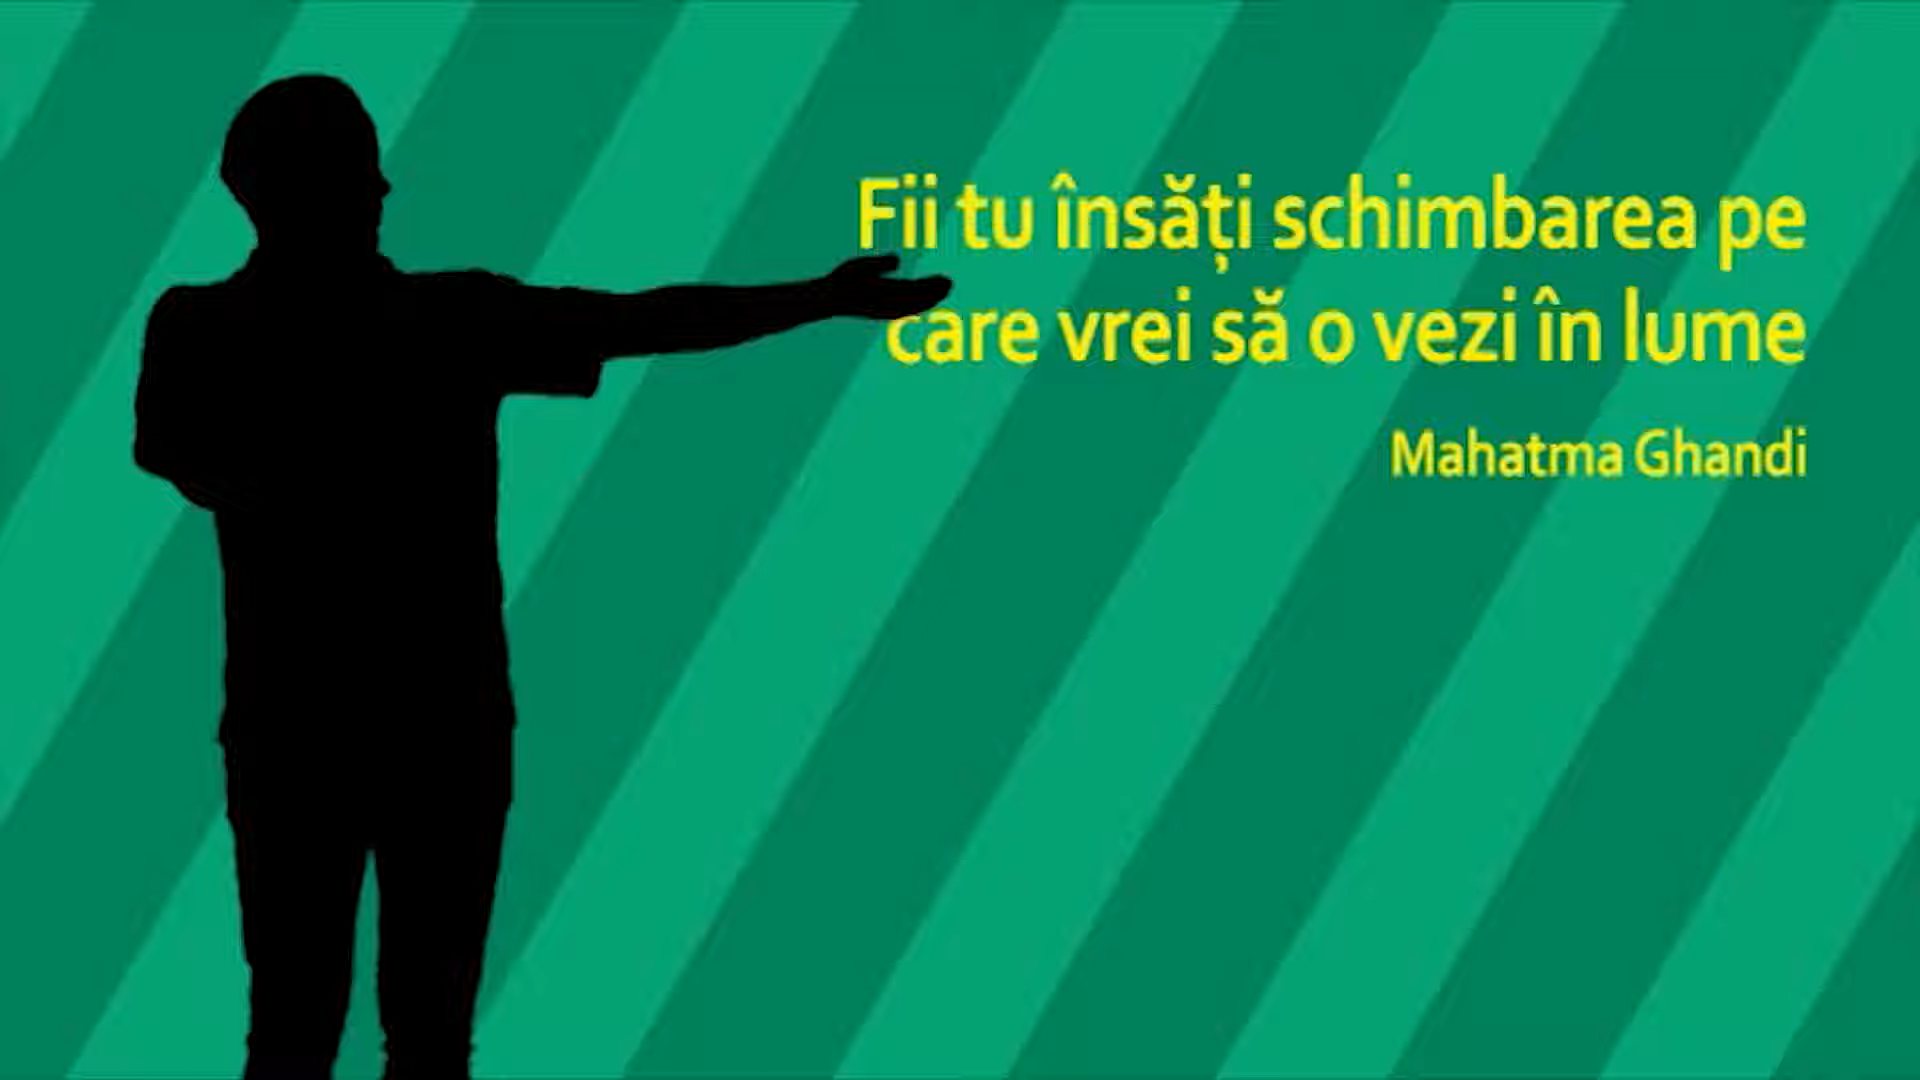 Fii tu însăți schimbarea pe
care vrei să o vezi în lume
Mahatma Ghandi